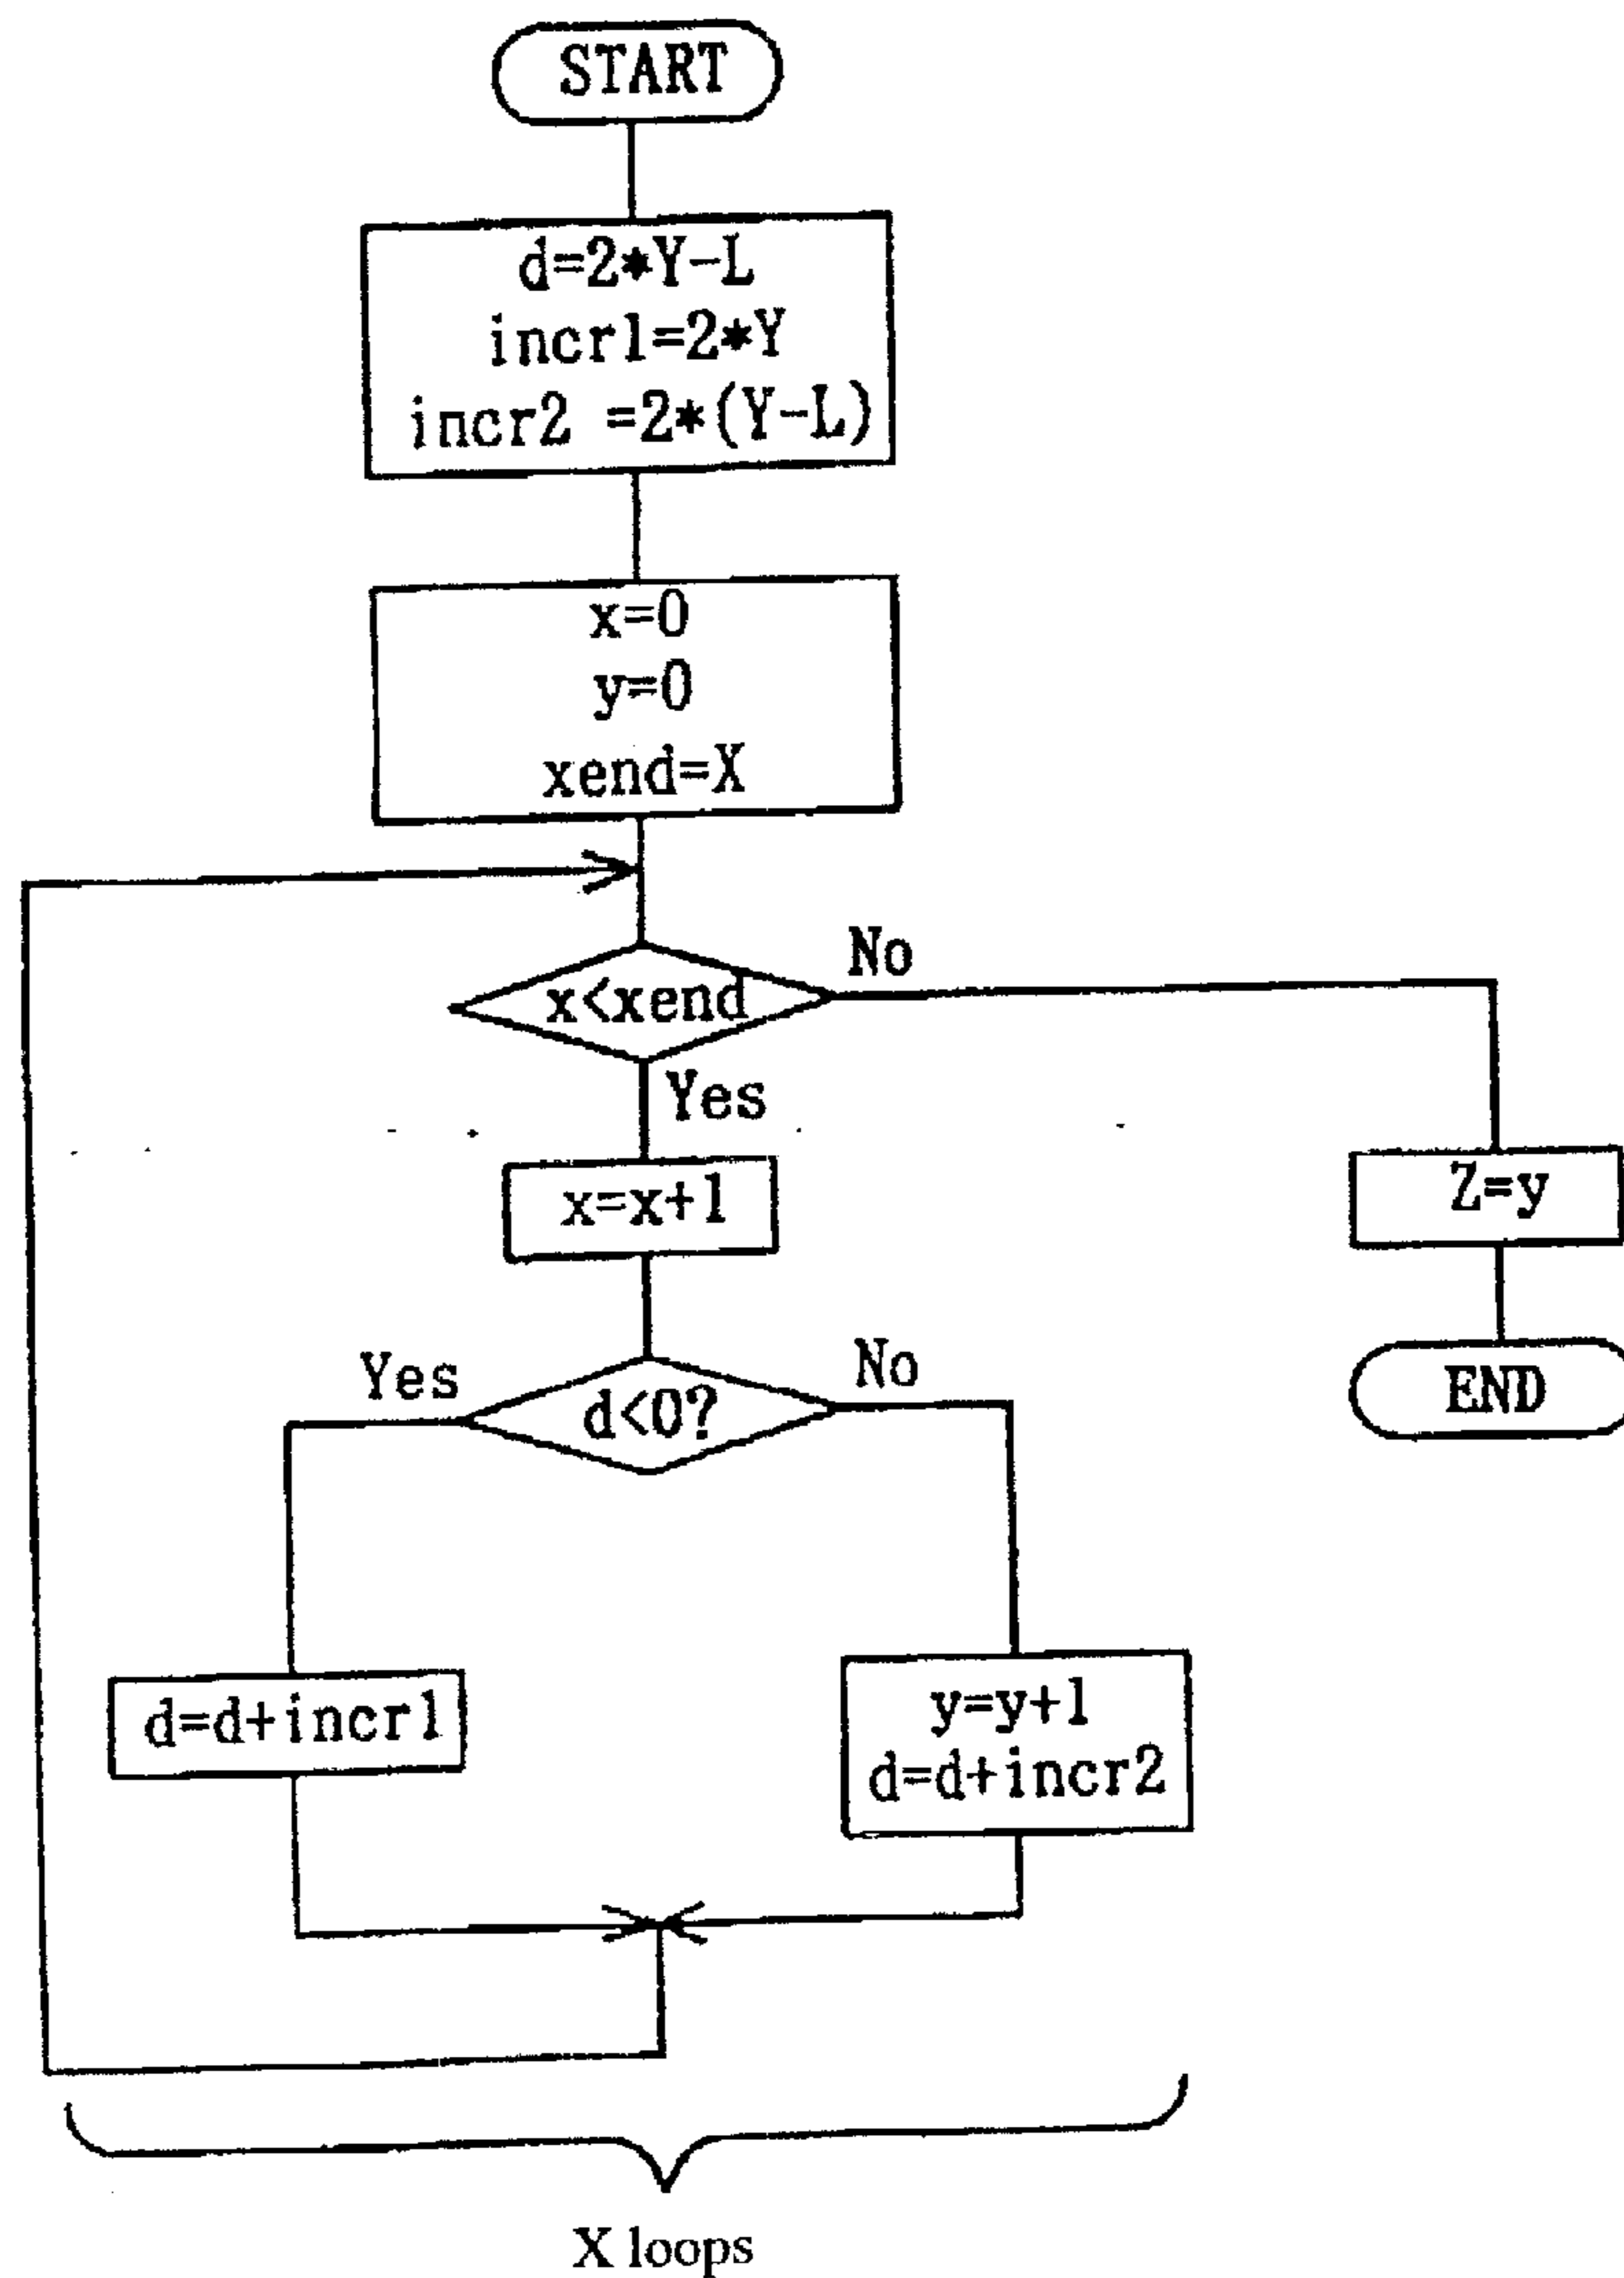 START
d=2*Y-L
incr1=2*Y
incr2 =2*(Y-L)
x=0
y=0
xend=X
x<xend
No
Yes
x=x+1
Z=y
Yes
d<0?
No
END
d=d+incr1
y=y+1
d=d+incr2
X loops